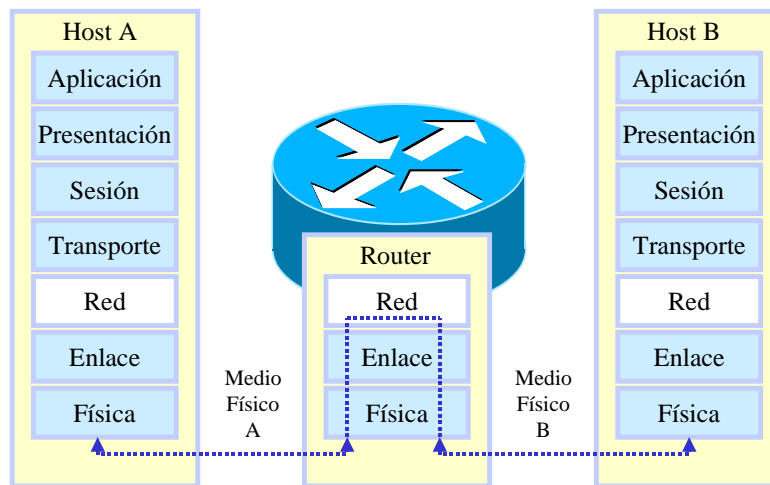 Host A
Aplicación
Presentación
Sesión
Transporte
Red
Enlace
Física
Medio
Físico
A
Router
Red
Enlace
Física
Medio
Físico
B
Host B
Aplicación
Presentación
Sesión
Transporte
Red
Enlace
Física